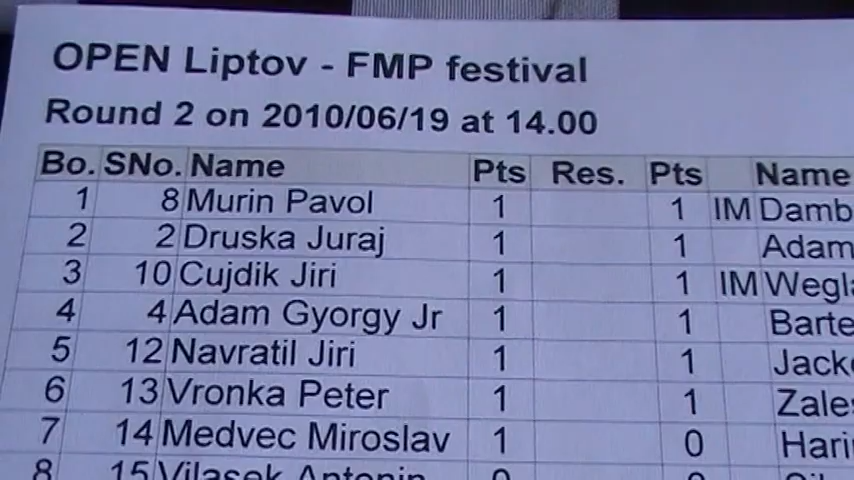 OPEN Liptov - FMP festival
Round 2 on 2010/06/19 at 14.00
Bo. SNo. Name Pts Res. Pts Name
1 8 Murin Pavol 1 1 IM Damb
2 2 Druska Juraj 1 1 Adam
3 10 Cujdik Jiri 1 1 IM Wegla
4 4 Adam Gyorgy Jr 1 1 Barte
5 12 Navratil Jiri 1 1 Jack
6 13 Vronka Peter 1 1 Zales
7 14 Medvec Miroslav 1 0 Hari
8 15 Vilasek Antonin 0 0